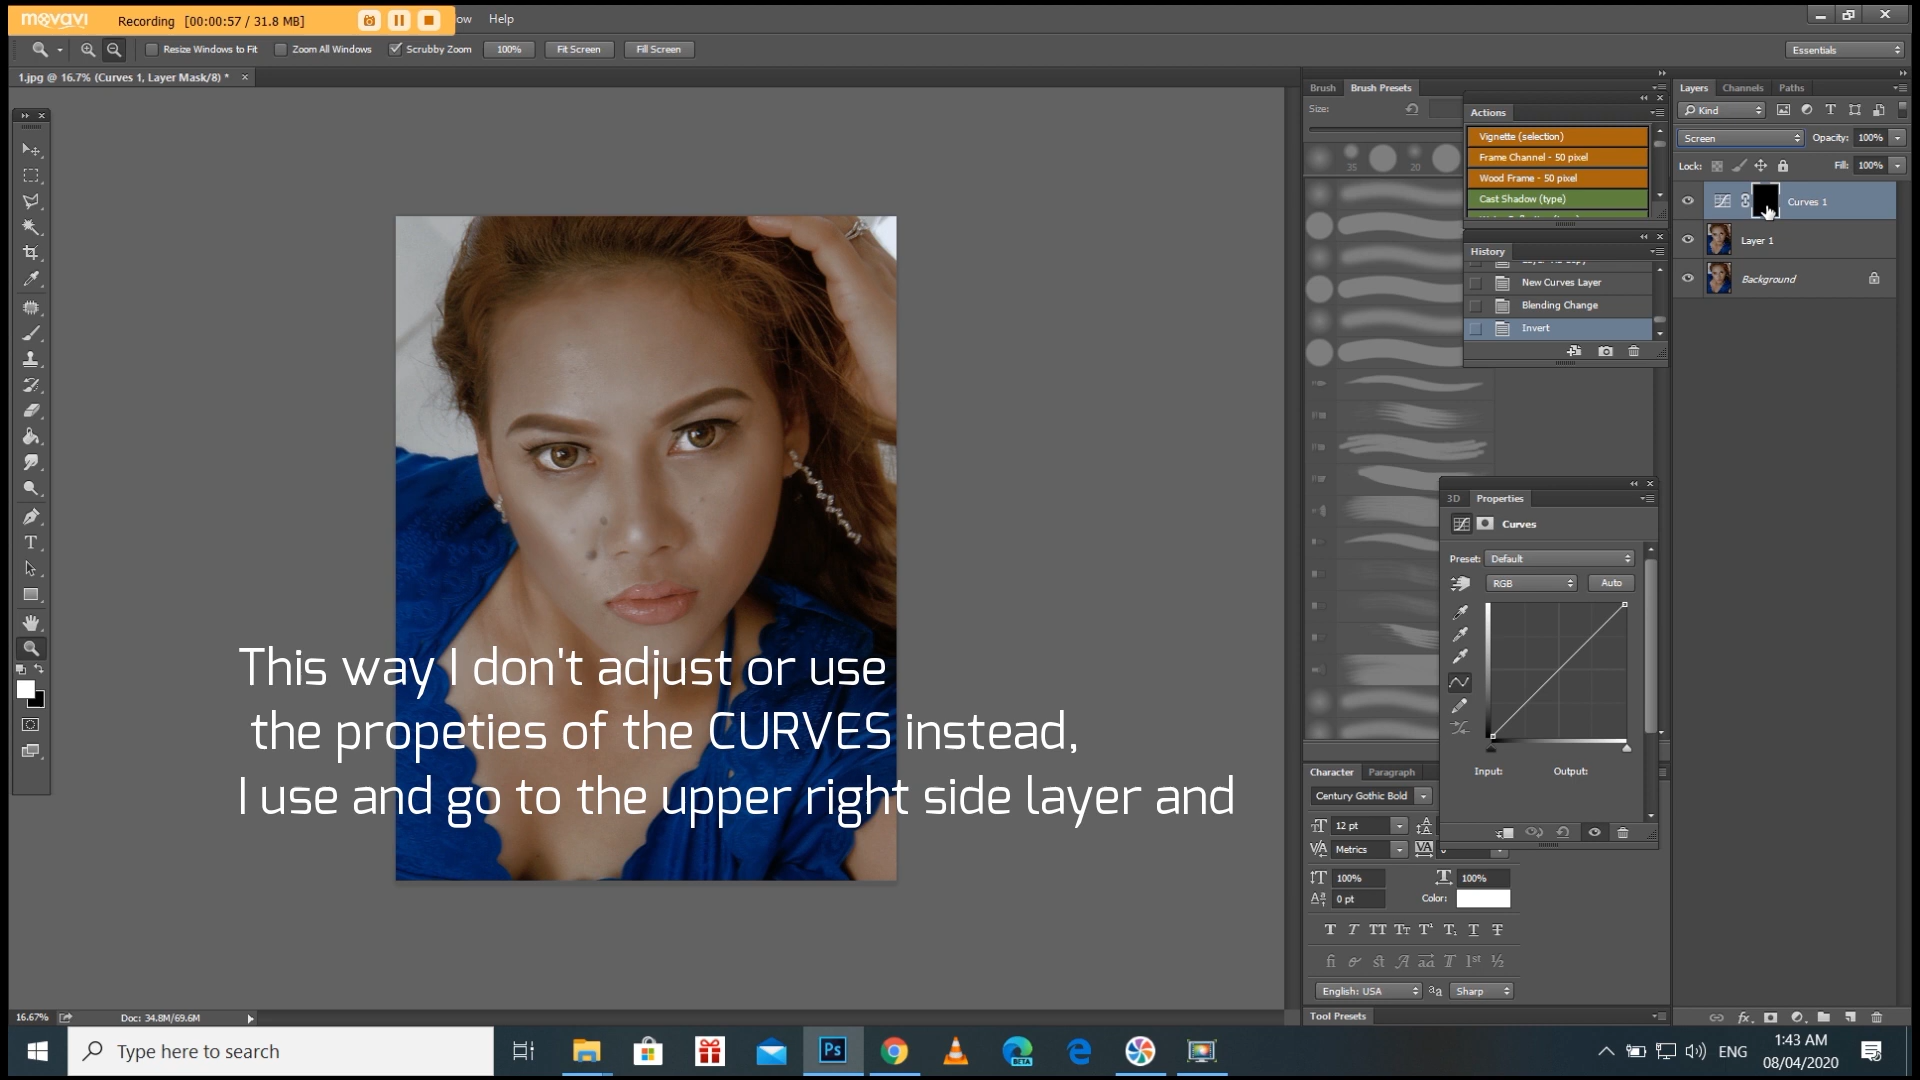 movavi
Recording [00:00:57 / 31.8 MB]
ow Help
Resize Windows to Fit Zoom All Windows Scrubby Zoom 100% Fit Screen Fill Screen
Essentials
1.jpg @ 16.7% (Curves 1, Layer Mask/8) *
Brush Brush Presets
Size:
35 20
Actions
Vignette (selection)
Frame Channel - 50 pixel
Wood Frame - 50 pixel
Cast Shadow (type)
History
New Curves Layer
Blending Change
Invert
Layers Channels Paths
Kind
Screen Opacity: 100%
Lock: Fill: 100%
Curves 1
Layer 1
Background
3D Properties
Curves
Preset: Default
RGB Auto
Input: Output:
This way I don't adjust or use
the propeties of the CURVES instead,
I use and go to the upper right side layer and
Character Paragraph
Century Gothic Bold
12 pt
Metrics
100% 100%
0 pt Color:
English: USA Sharp
Tool Presets
16.67% Doc: 34.8M/69.6M
Type here to search
Ps
BETA
ENG
1:43 AM
08/04/2020